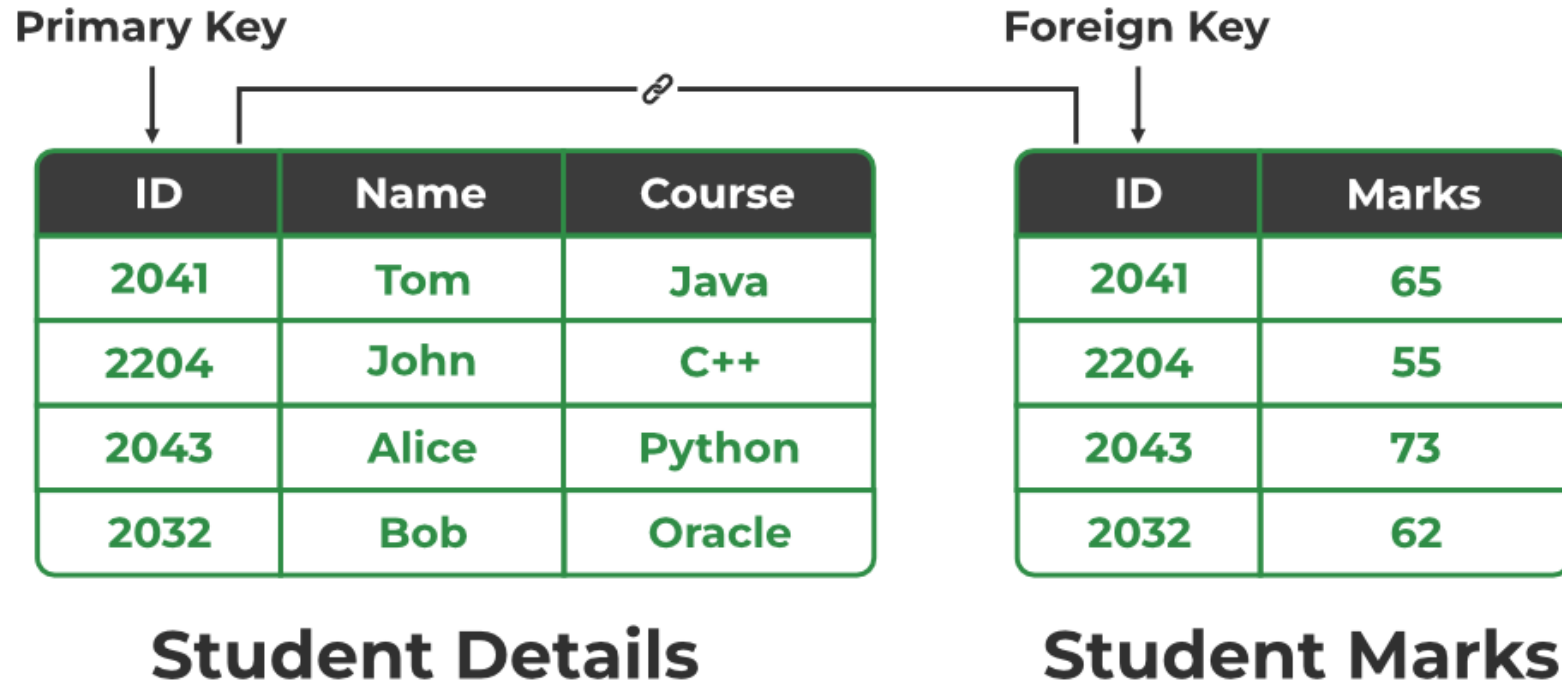 Primary Key
Foreign Key
ID Name Course
2041 Tom Java
2204 John C++
2043 Alice Python
2032 Bob Oracle
Student Details
ID Marks
2041 65
2204 55
2043 73
2032 62
Student Marks